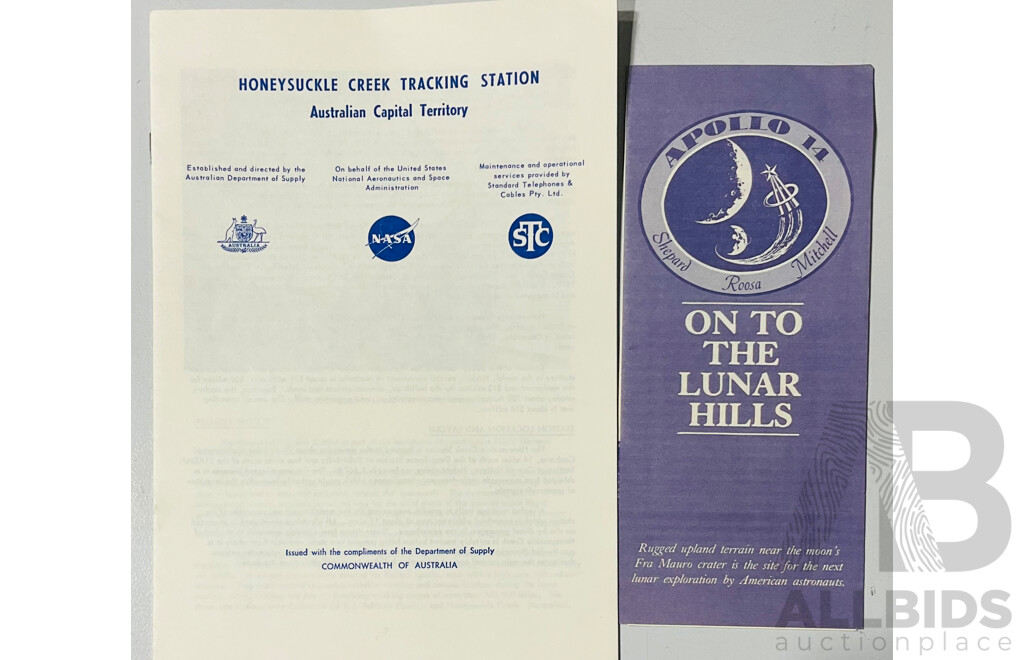 HONEYSUCKLE CREEK TRACKING STATION
Australian Capital Territory
Established and directed by the
Australian Department of Supply
On behalf of the United States
National Aeronautics and Space
Administration
Maintenance and operational
services provided by
Standard Telephones &
Cables Pty. Ltd.
AUSTRALIA
NASA
STC
Issued with the compliments of the Department of Supply
COMMONWEALTH OF AUSTRALIA
APOLLO 14
Shepard
Roosa
Mitchell
ON TO
THE
LUNAR
HILLS
Rugged upland terrain near the moon's
Fra Mauro crater is the site for the next
lunar exploration by American astronauts.
AB
ALLBIDS
auctionplace